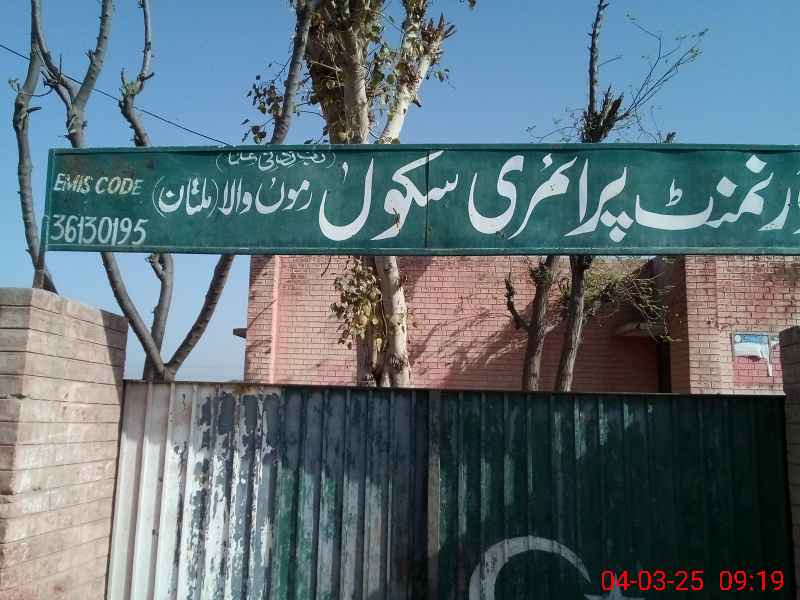 رنمنٹ پرائمری سکول رموں والا (ملتان)
EMIS CODE
36130195
04-03-25 09:19